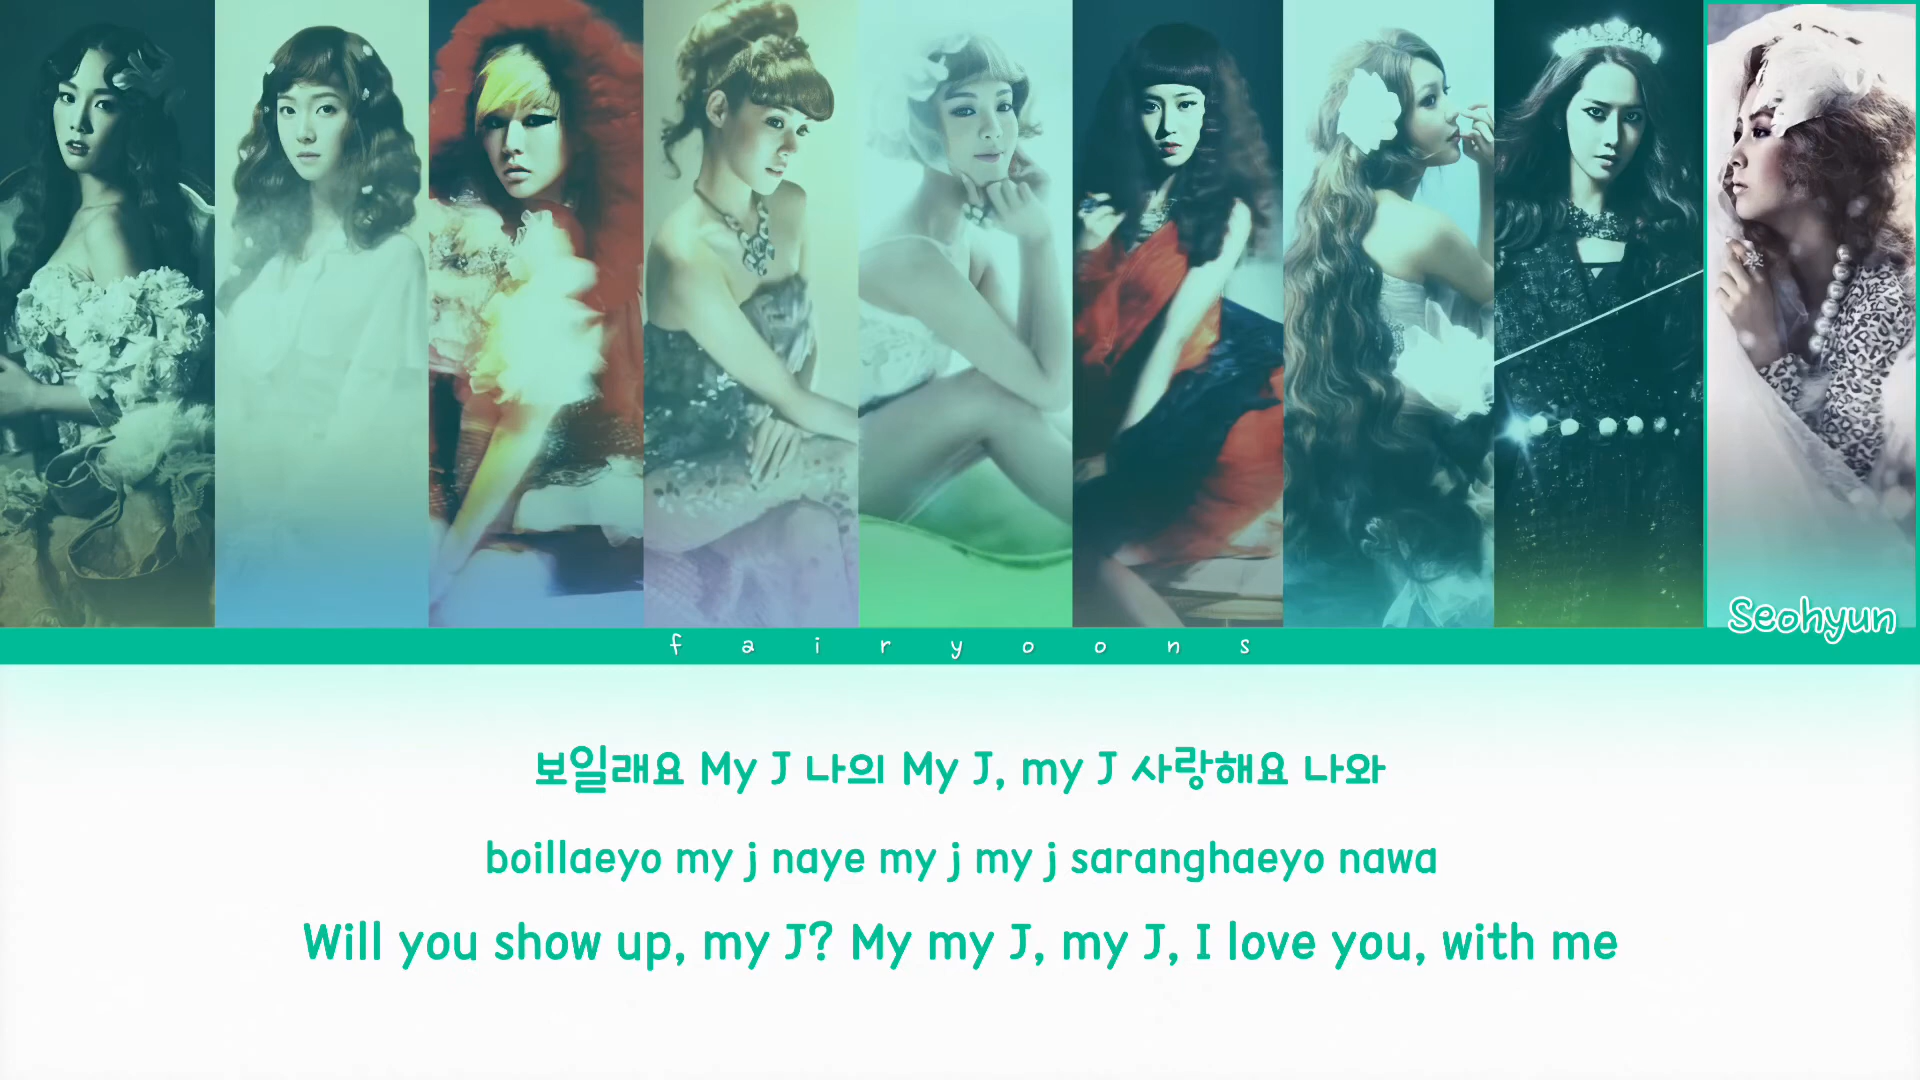 Seohyun
fairyoons
보일래요 My J 나의 My J, my J 사랑해요 나와
boillaeyo my j naye my j my j saranghaeyo nawa
Will you show up, my J? My my J, my J, I love you, with me